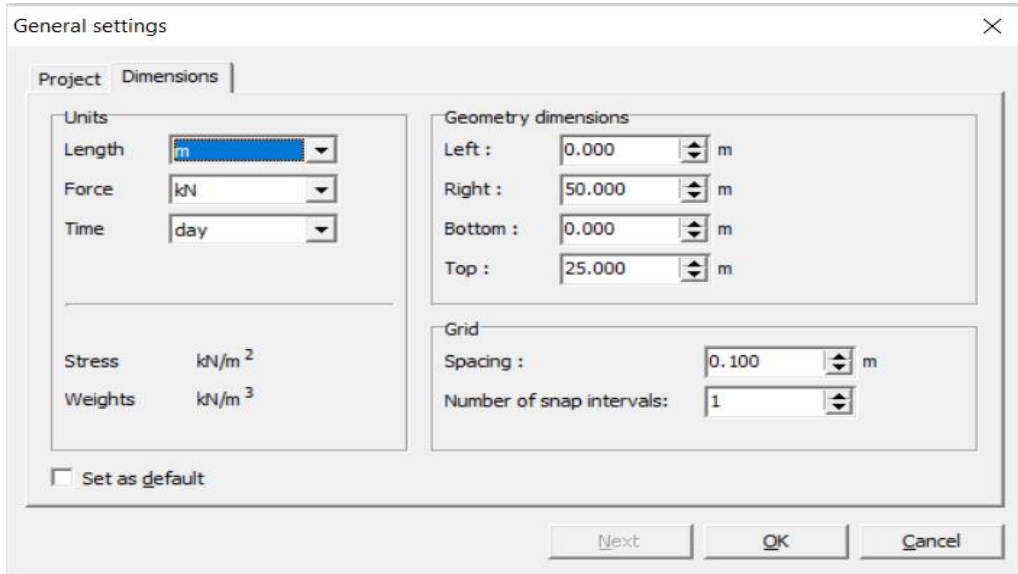 General settings
Project Dimensions
Units
Length m
Force kN
Time day
Stress kN/m 2
Weights kN/m 3
Geometry dimensions
Left : 0.000 m
Right : 50.000 m
Bottom : 0.000 m
Top : 25.000 m
Grid
Spacing : 0.100 m
Number of snap intervals: 1
Set as default
Next OK Cancel